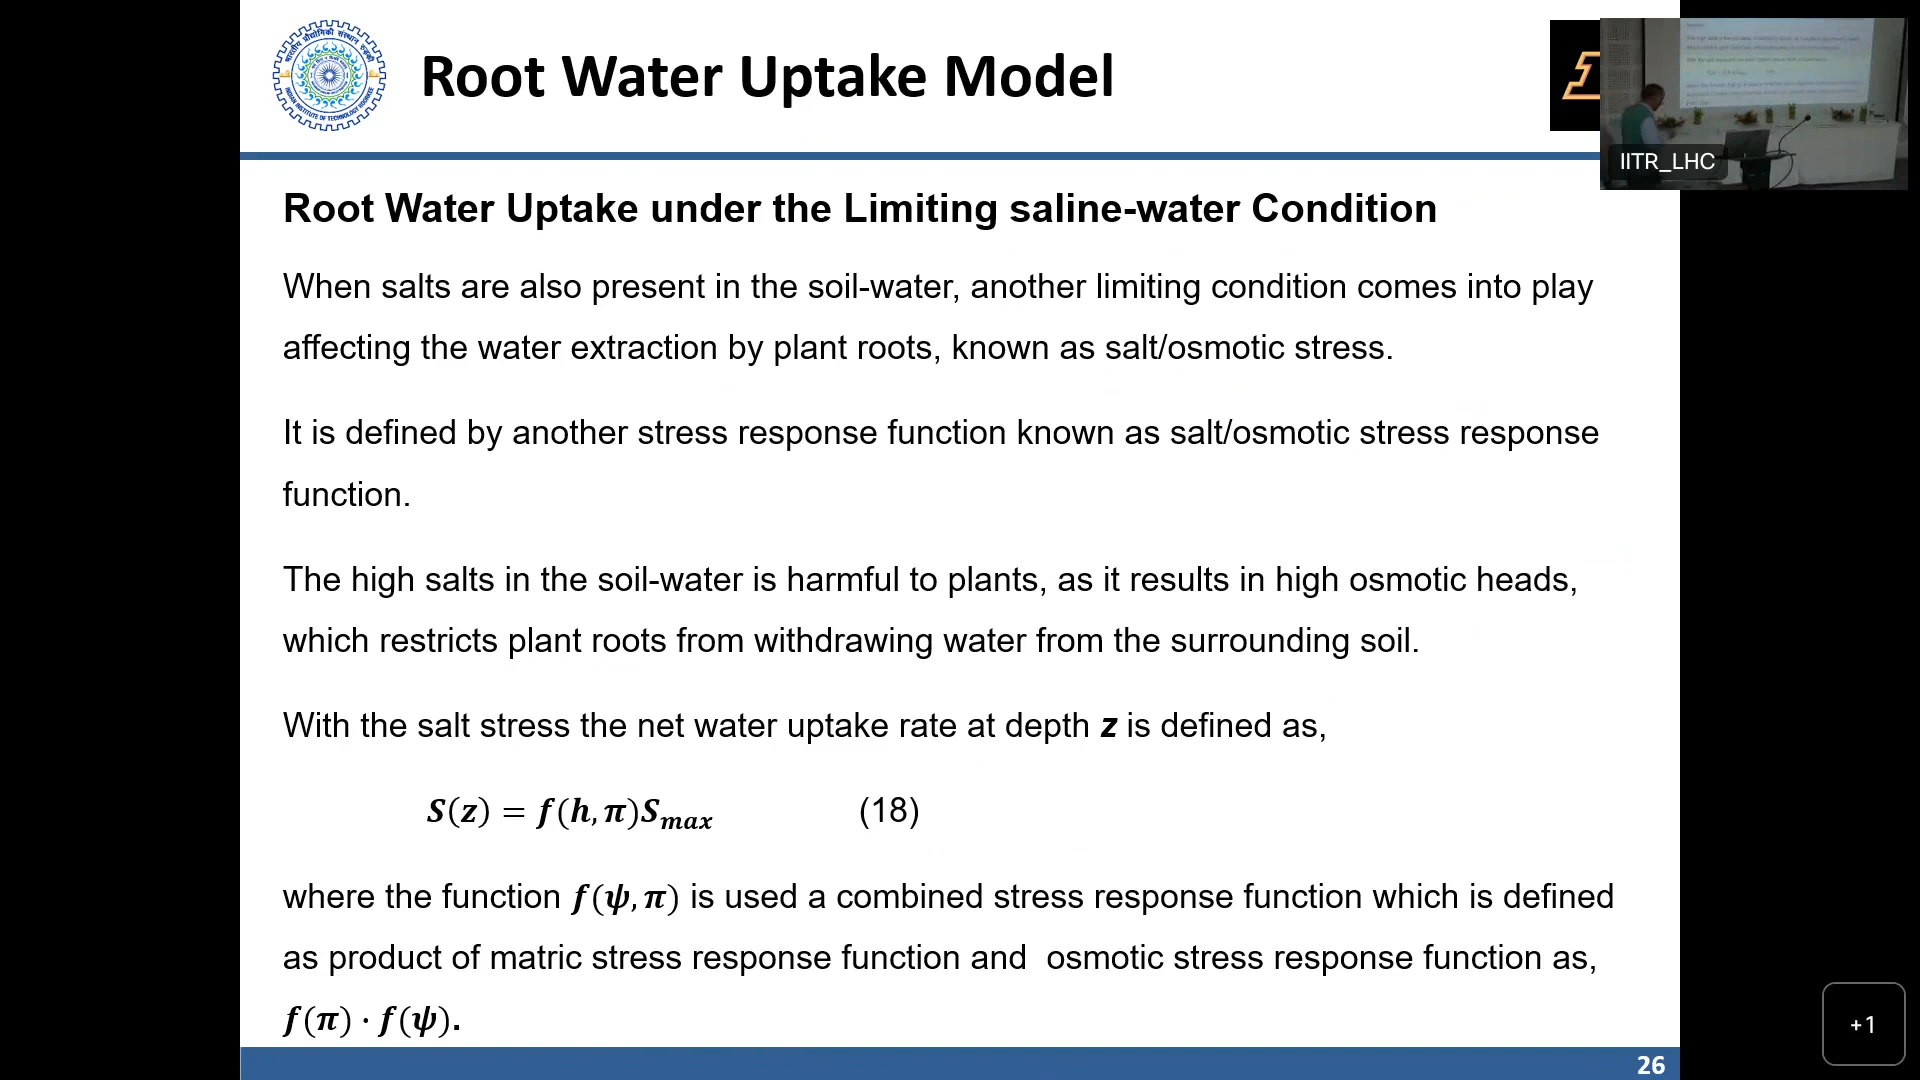 Root Water Uptake Model
IITR_LHC
Root Water Uptake under the Limiting saline-water Condition
When salts are also present in the soil-water, another limiting condition comes into play
affecting the water extraction by plant roots, known as salt/osmotic stress.
It is defined by another stress response function known as salt/osmotic stress response
function.
The high salts in the soil-water is harmful to plants, as it results in high osmotic heads,
which restricts plant roots from withdrawing water from the surrounding soil.
With the salt stress the net water uptake rate at depth z is defined as,
S(z) = f(h, π)S_max (18)
where the function f(ψ, π) is used a combined stress response function which is defined
as product of matric stress response function and osmotic stress response function as,
f(π) · f(ψ).
+1
26